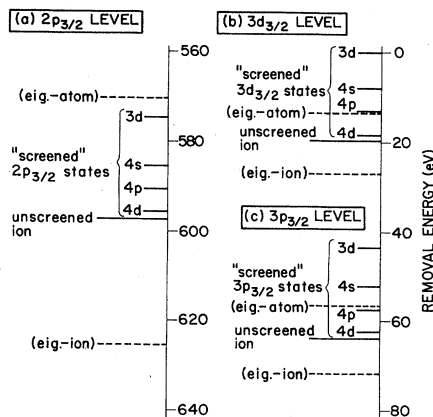 (a) 2p3/2 LEVEL
560
(eig.-atom)
3d
580
"screened"
2p3/2 states
4s
4p
4d
unscreened
ion
600
620
(eig.-ion)
640
(b) 3d3/2 LEVEL
3d
0
"screened"
3d3/2 states
4s
4p
(eig.-atom)
4d
unscreened
ion
20
(eig.-ion)
(c) 3p3/2 LEVEL
40
3d
"screened"
3p3/2 states
4s
(eig.-atom)
4p
60
4d
unscreened
ion
(eig.-ion)
80
REMOVAL ENERGY (eV)